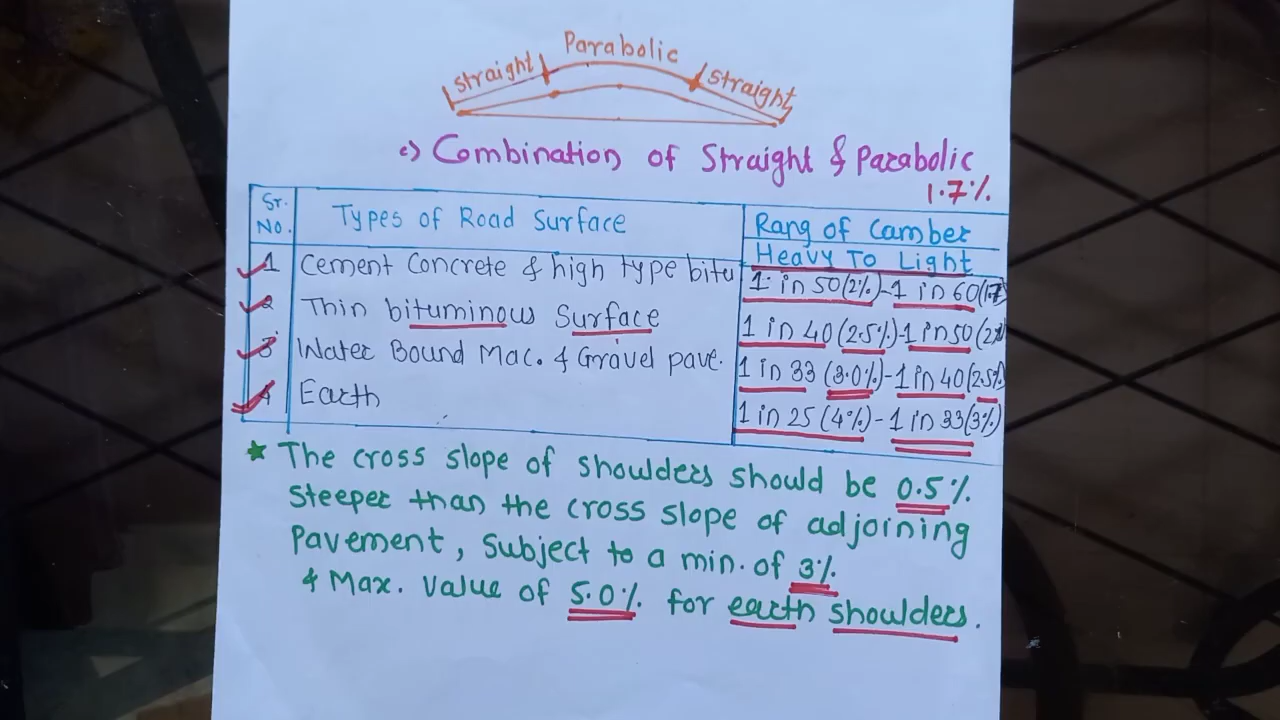 Parabolic
straight
straight
c) Combination of Straight & Parabolic
1.7%
Sr. No.
Types of Road Surface
Rang of Camber
Heavy To Light
1 Cement Concrete & high type bitu 1 in 50(2%)-1 in 60(1.7
2 Thin bituminous Surface 1 in 40(2.5%)-1 in 50(2%)
3 Water Bound Mac. & Gravel pave. 1 in 33 (3.0%)-1 in 40(2.5%
4 Earth 1 in 25 (4%)-1 in 33(3%)
★ The cross slope of shoulders should be 0.5%
steeper than the cross slope of adjoining
Pavement, subject to a min. of 3%
& Max. value of 5.0% for earth shoulders.